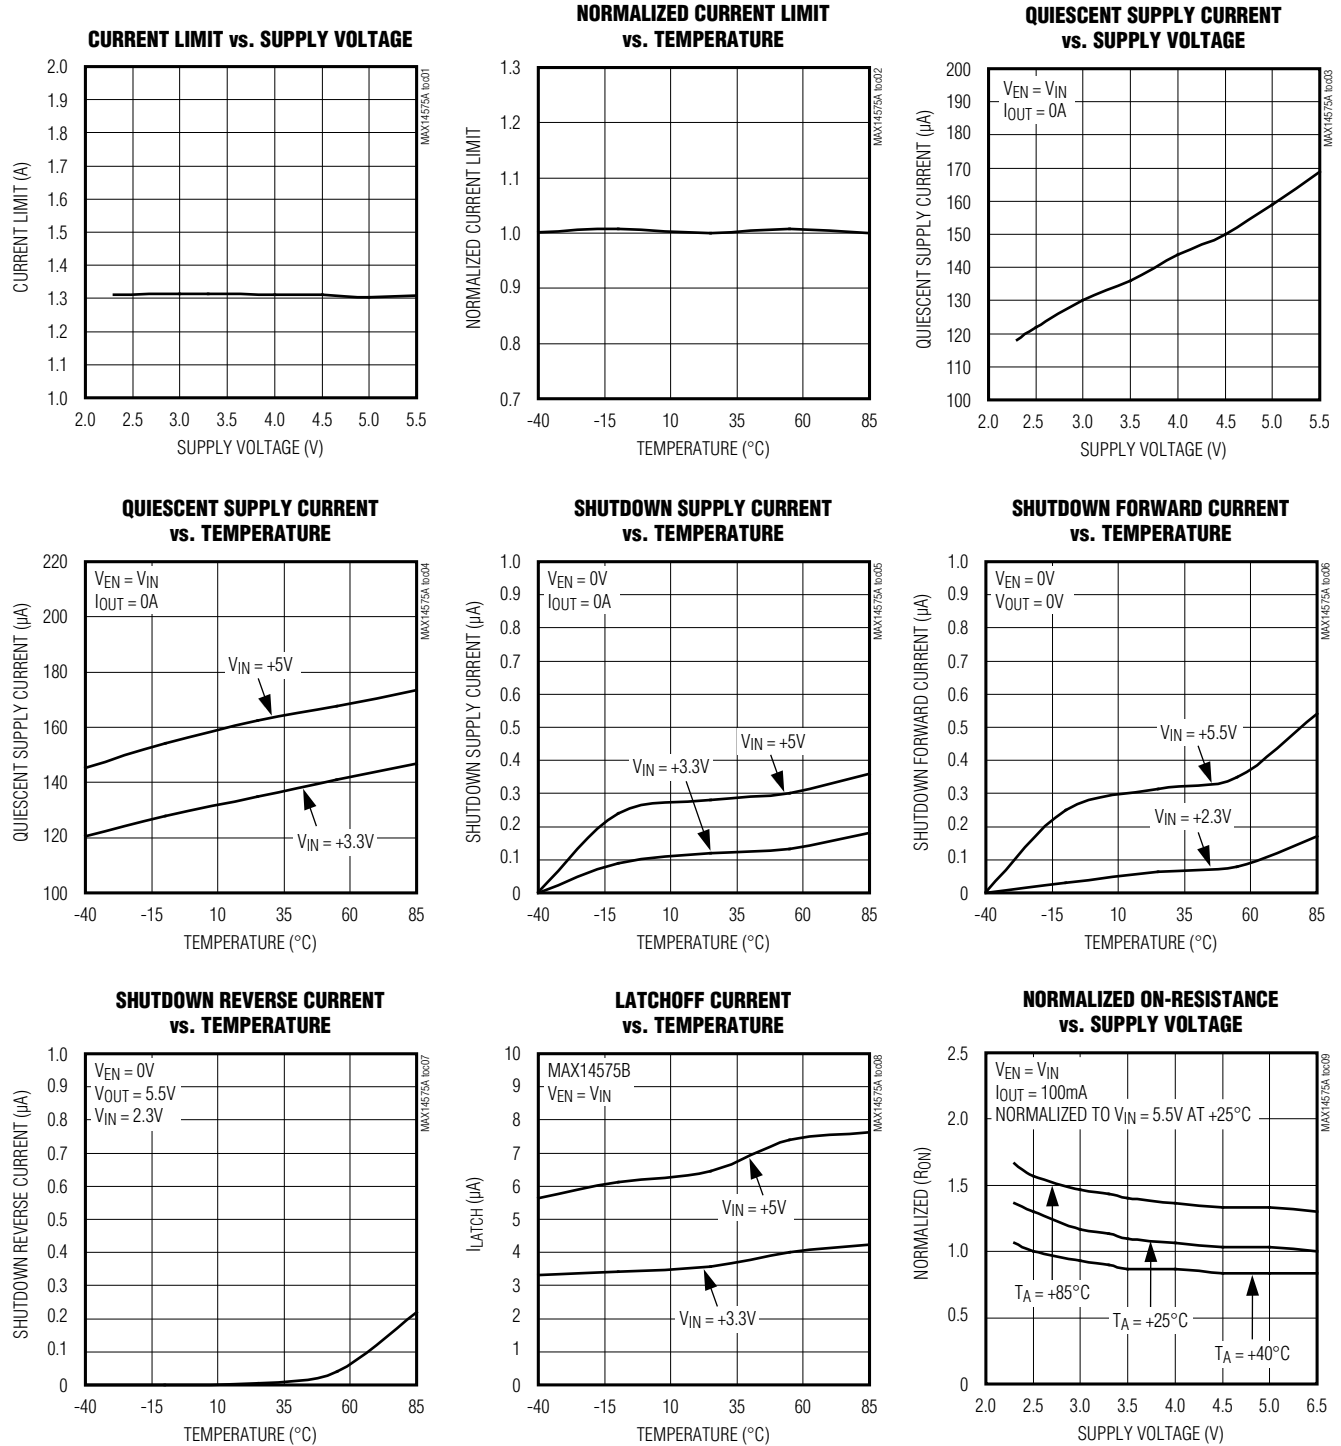 CURRENT LIMIT vs. SUPPLY VOLTAGE
CURRENT LIMIT (A)
2.0
1.9
1.8
1.7
1.6
1.5
1.4
1.3
1.2
1.1
1.0
2.0 2.5 3.0 3.5 4.0 4.5 5.0 5.5
SUPPLY VOLTAGE (V)
MAX14575A toc01
NORMALIZED CURRENT LIMIT
vs. TEMPERATURE
NORMALIZED CURRENT LIMIT
1.3
1.2
1.1
1.0
0.9
0.8
0.7
-40 -15 10 35 60 85
TEMPERATURE (°C)
MAX14575A toc02
QUIESCENT SUPPLY CURRENT
vs. SUPPLY VOLTAGE
QUIESCENT SUPPLY CURRENT (µA)
200
190
180
170
160
150
140
130
120
110
100
VEN = VIN
IOUT = 0A
2.0 2.5 3.0 3.5 4.0 4.5 5.0 5.5
SUPPLY VOLTAGE (V)
MAX14575A toc03
QUIESCENT SUPPLY CURRENT
vs. TEMPERATURE
QUIESCENT SUPPLY CURRENT (µA)
220
200
180
160
140
120
100
VEN = VIN
IOUT = 0A
VIN = +5V
VIN = +3.3V
-40 -15 10 35 60 85
TEMPERATURE (°C)
MAX14575A toc04
SHUTDOWN SUPPLY CURRENT
vs. TEMPERATURE
SHUTDOWN SUPPLY CURRENT (µA)
1.0
0.9
0.8
0.7
0.6
0.5
0.4
0.3
0.2
0.1
0
VEN = 0V
IOUT = 0A
VIN = +5V
VIN = +3.3V
-40 -15 10 35 60 85
TEMPERATURE (°C)
MAX14575A toc05
SHUTDOWN FORWARD CURRENT
vs. TEMPERATURE
SHUTDOWN FORWARD CURRENT (µA)
1.0
0.9
0.8
0.7
0.6
0.5
0.4
0.3
0.2
0.1
0
VEN = 0V
VOUT = 0V
VIN = +5.5V
VIN = +2.3V
-40 -15 10 35 60 85
TEMPERATURE (°C)
MAX14575A toc06
SHUTDOWN REVERSE CURRENT
vs. TEMPERATURE
SHUTDOWN REVERSE CURRENT (µA)
1.0
0.9
0.8
0.7
0.6
0.5
0.4
0.3
0.2
0.1
0
VEN = 0V
VOUT = 5.5V
VIN = 2.3V
-40 -15 10 35 60 85
TEMPERATURE (°C)
MAX14575A toc07
LATCHOFF CURRENT
vs. TEMPERATURE
ILATCH (µA)
10
9
8
7
6
5
4
3
2
1
0
MAX14575B
VEN = VIN
VIN = +5V
VIN = +3.3V
-40 -15 10 35 60 85
TEMPERATURE (°C)
MAX14575A toc08
NORMALIZED ON-RESISTANCE
vs. SUPPLY VOLTAGE
NORMALIZED (RON)
2.5
2.0
1.5
1.0
0.5
0
VEN = VIN
IOUT = 100mA
NORMALIZED TO VIN = 5.5V AT +25°C
TA = +85°C
TA = +25°C
TA = +40°C
2.0 2.5 3.0 3.5 4.0 4.5 5.0 6.5
SUPPLY VOLTAGE (V)
MAX14575A toc09